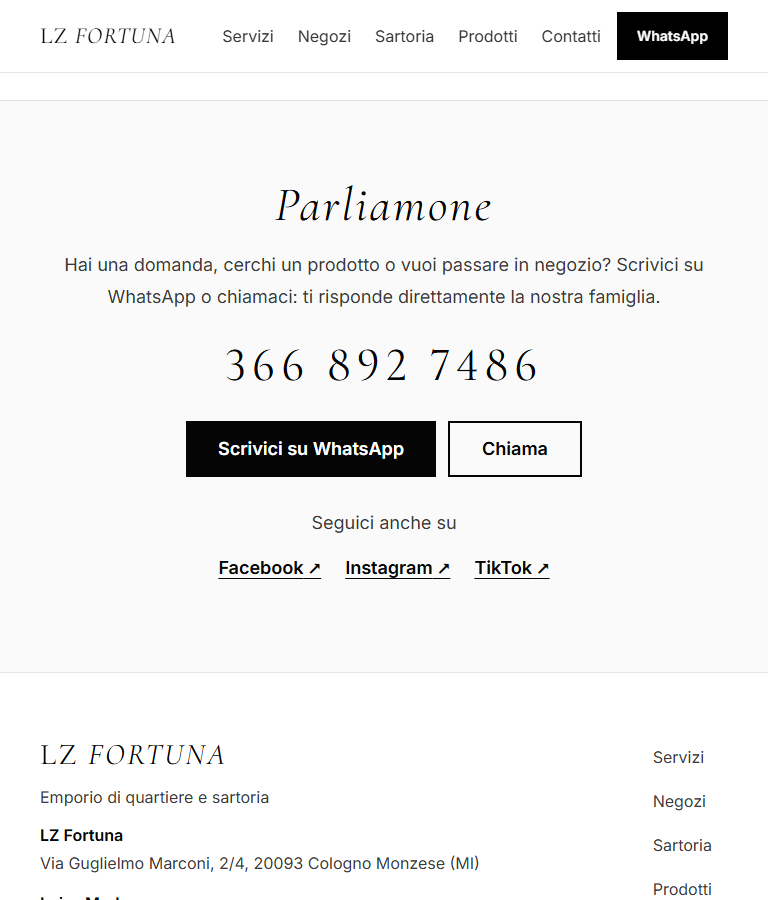 LZ FORTUNA
Servizi
Negozi
Sartoria
Prodotti
Contatti
WhatsApp
Parliamone
Hai una domanda, cerchi un prodotto o vuoi passare in negozio? Scrivici su
WhatsApp o chiamaci: ti risponde direttamente la nostra famiglia.
366 892 7486
Scrivici su WhatsApp
Chiama
Seguici anche su
Facebook ↗
Instagram ↗
TikTok ↗
LZ FORTUNA
Emporio di quartiere e sartoria
LZ Fortuna
Via Guglielmo Marconi, 2/4, 20093 Cologno Monzese (MI)
Servizi
Negozi
Sartoria
Prodotti